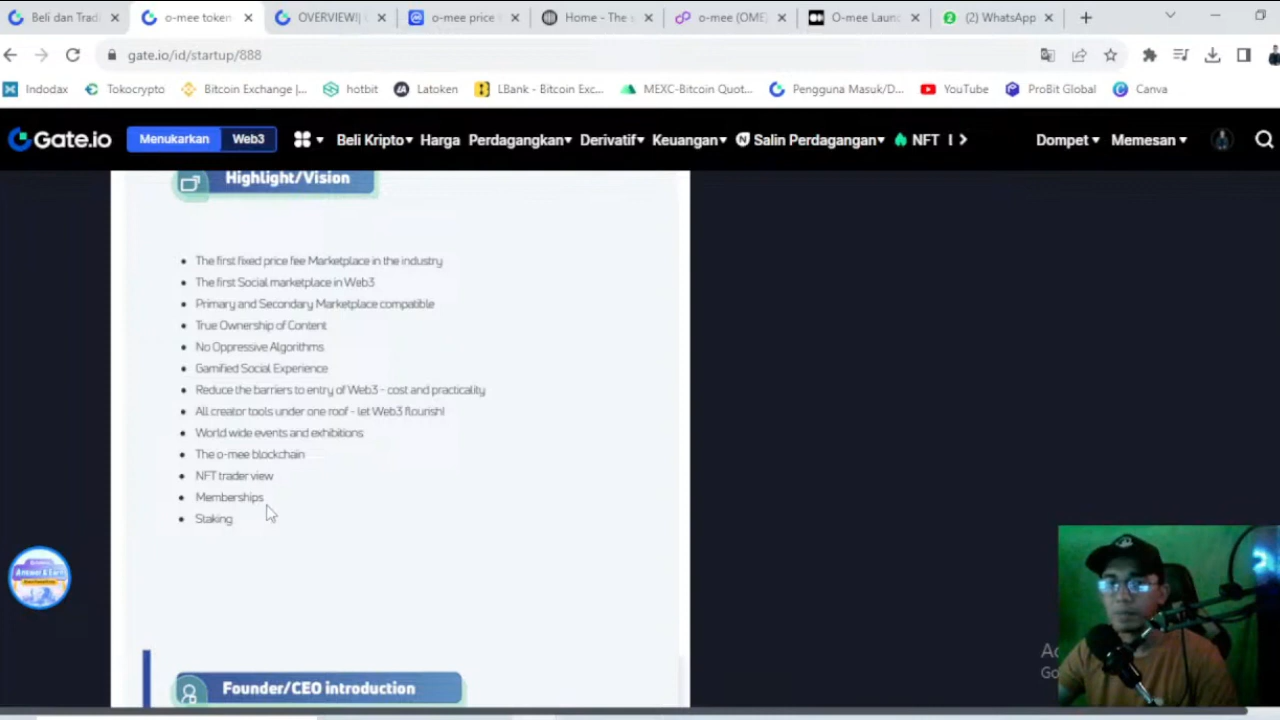 Beli dan Trad
o-mee token
OVERVIEW||
o-mee price
Home - The
o-mee (OME
O-mee Laun
(2) WhatsApp
gate.io/id/startup/888
Indodax
Tokocrypto
Bitcoin Exchange |...
hotbit
Latoken
LBank - Bitcoin Exc...
MEXC-Bitcoin Quot...
Pengguna Masuk/D...
YouTube
ProBit Global
Canva
Gate.io
Menukarkan
Web3
Beli Kripto
Harga
Perdagangan
Derivatif
Keuangan
Salin Perdagangan
NFT
Dompet
Memesan
Highlight/Vision
The first fixed price fee Marketplace in the industry
The first Social marketplace in Web3
Primary and Secondary Marketplace compatible
True Ownership of Content
No Oppressive Algorithms
Gamified Social Experience
Reduce the barriers to entry of Web3 - cost and practicality
All creator tools under one roof - let Web3 flourish!
World wide events and exhibitions
The o-mee blockchain
NFT trader view
Memberships
Staking
Answer & Earn
Founder/CEO introduction